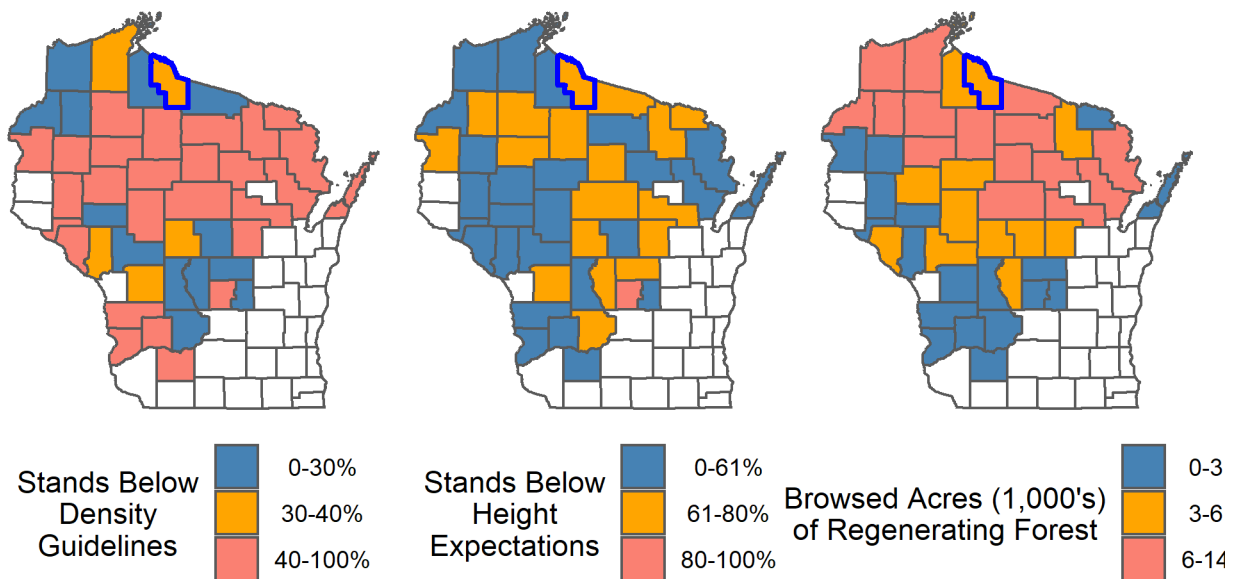 Stands Below
Density
Guidelines
0-30%
30-40%
40-100%
Stands Below
Height
Expectations
0-61%
61-80%
80-100%
Browsed Acres (1,000's)
of Regenerating Forest
0-3
3-6
6-14